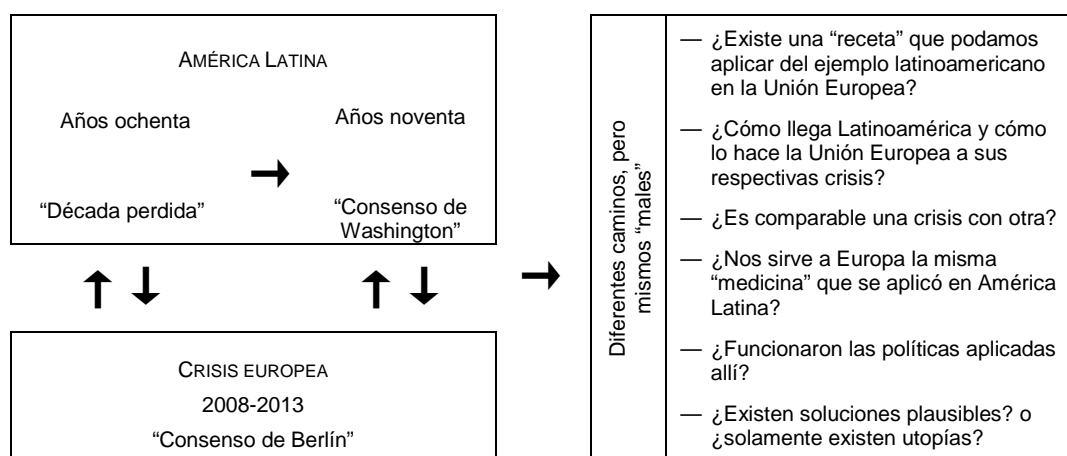 AMÉRICA LATINA
Años ochenta
Años noventa
“Década perdida”
“Consenso de
Washington”
CRISIS EUROPEA
2008-2013
“Consenso de Berlín”
Diferentes caminos, pero
mismos “males”
— ¿Existe una “receta” que podamos
aplicar del ejemplo latinoamericano
en la Unión Europea?
— ¿Cómo llega Latinoamérica y cómo
lo hace la Unión Europea a sus
respectivas crisis?
— ¿Es comparable una crisis con otra?
— ¿Nos sirve a Europa la misma
“medicina” que se aplicó en América
Latina?
— ¿Funcionaron las políticas aplicadas
allí?
— ¿Existen soluciones plausibles? o
¿solamente existen utopías?